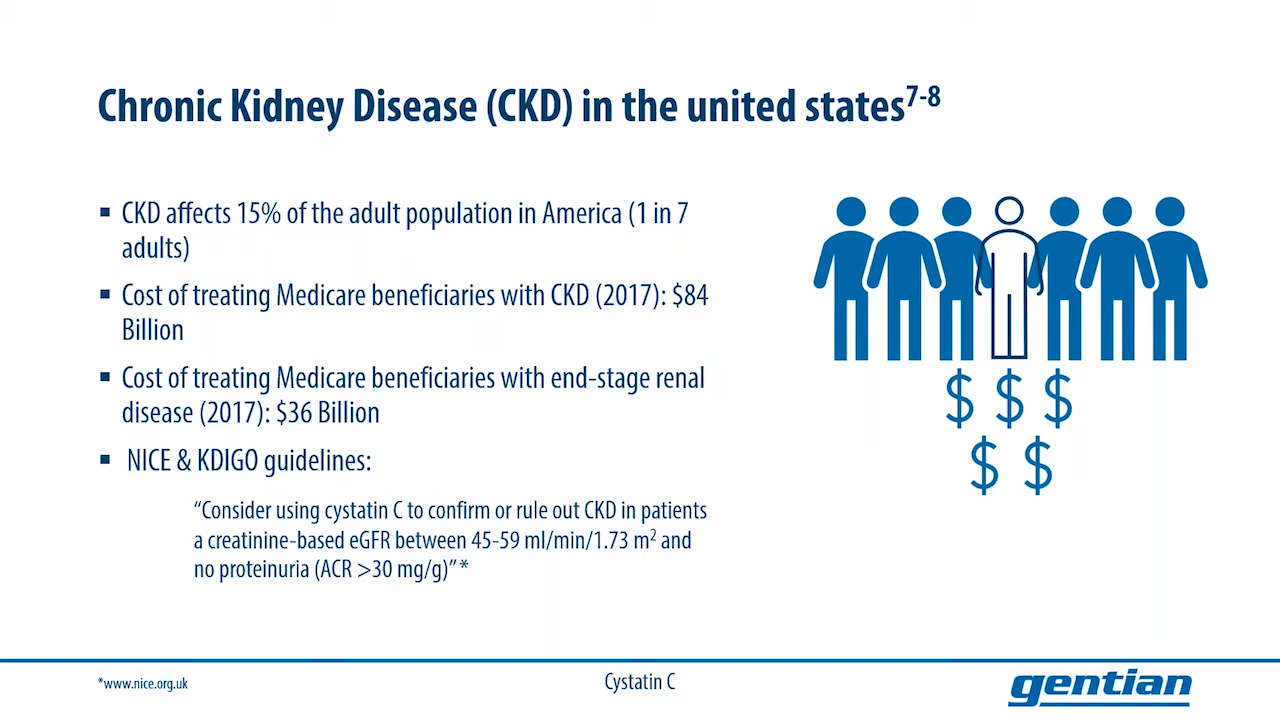 Chronic Kidney Disease (CKD) in the united states7-8
▪ CKD affects 15% of the adult population in America (1 in 7
adults)
▪ Cost of treating Medicare beneficiaries with CKD (2017): $84
Billion
▪ Cost of treating Medicare beneficiaries with end-stage renal
disease (2017): $36 Billion
▪ NICE & KDIGO guidelines:
“Consider using cystatin C to confirm or rule out CKD in patients
a creatinine-based eGFR between 45-59 ml/min/1.73 m2 and
no proteinuria (ACR >30 mg/g)” *
$ $ $
$ $
*www.nice.org.uk
Cystatin C
gentian